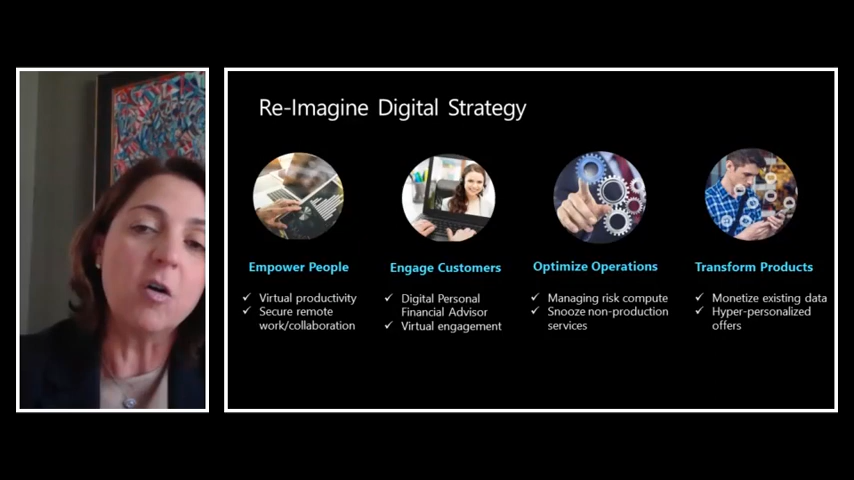 Re-Imagine Digital Strategy
Empower People
✓ Virtual productivity
✓ Secure remote
work/collaboration
Engage Customers
✓ Digital Personal
Financial Advisor
✓ Virtual engagement
Optimize Operations
✓ Managing risk compute
✓ Snooze non-production
services
Transform Products
✓ Monetize existing data
✓ Hyper-personalized
offers